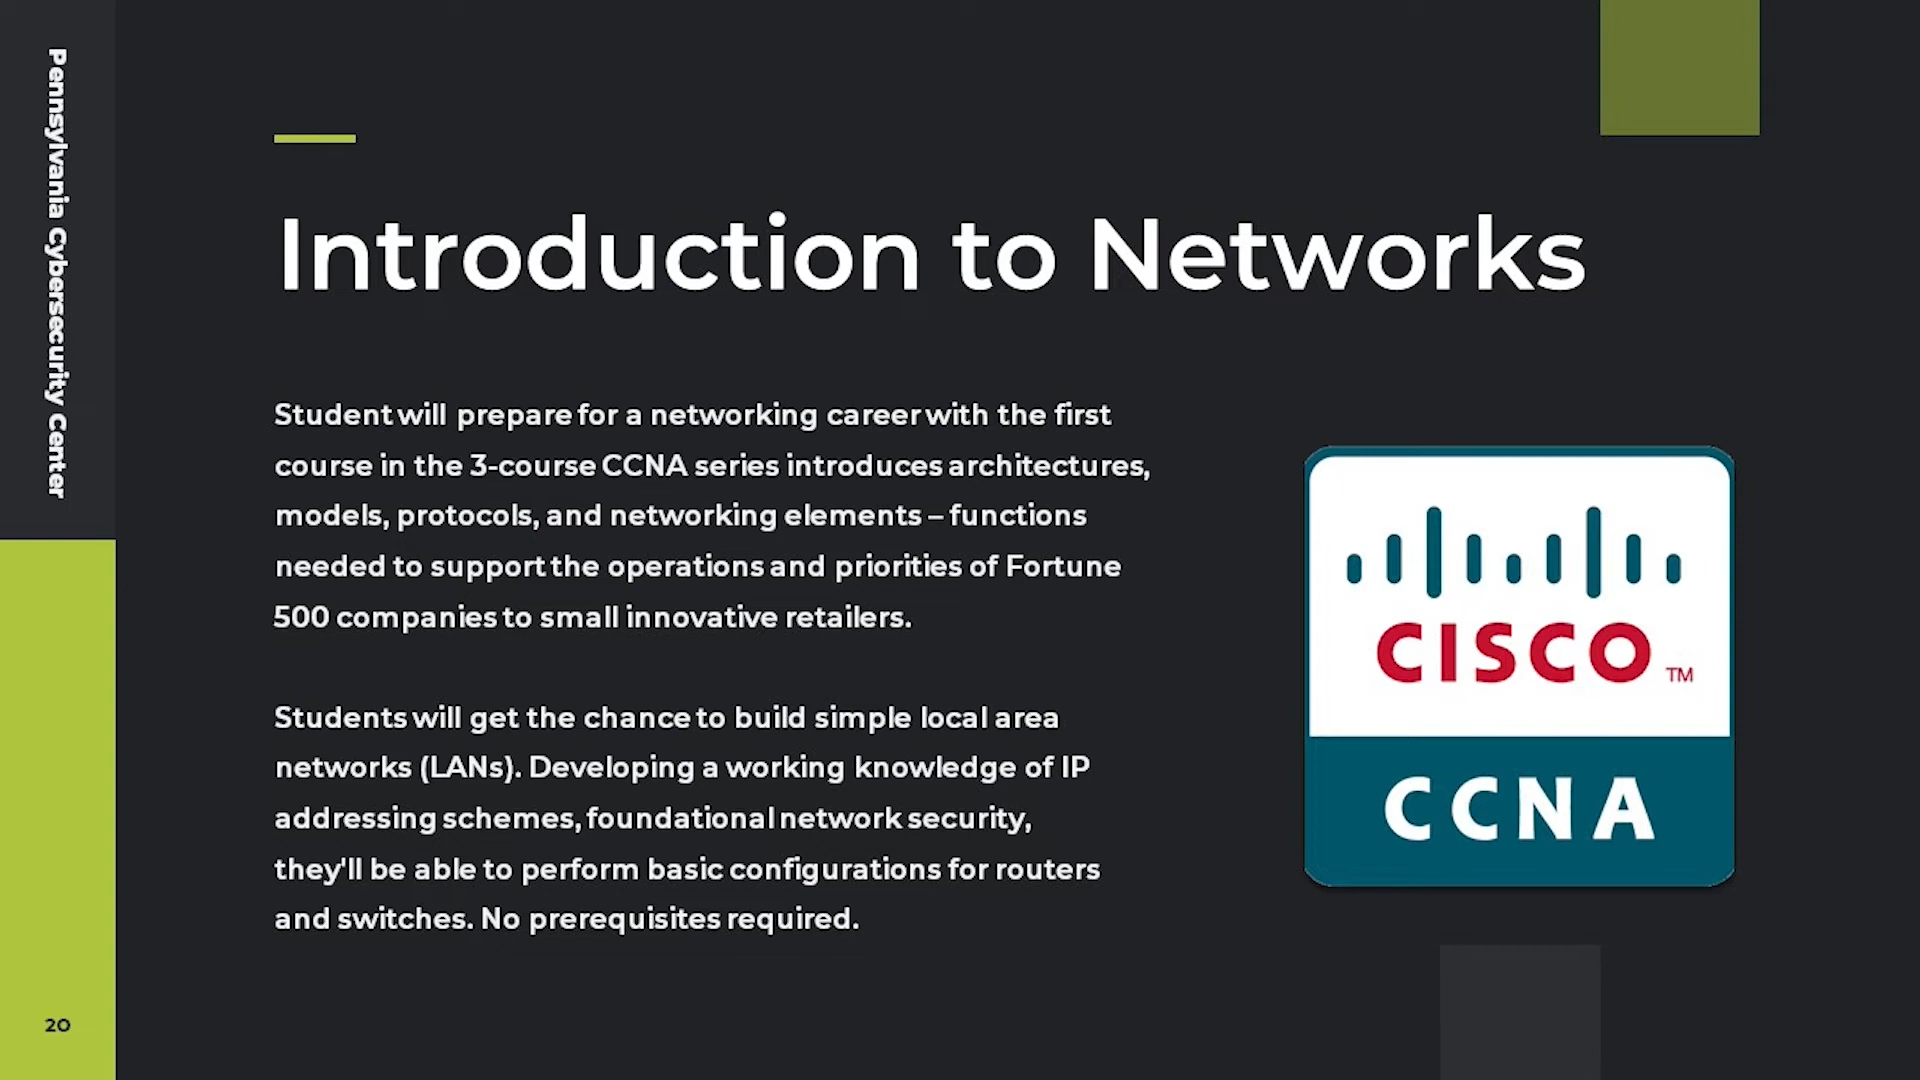 Pennsylvania Cybersecurity Center
Introduction to Networks
Student will prepare for a networking career with the first
course in the 3-course CCNA series introduces architectures,
models, protocols, and networking elements – functions
needed to support the operations and priorities of Fortune
500 companies to small innovative retailers.
Students will get the chance to build simple local area
networks (LANs). Developing a working knowledge of IP
addressing schemes, foundational network security,
they'll be able to perform basic configurations for routers
and switches. No prerequisites required.
CISCO TM
CCNA
20